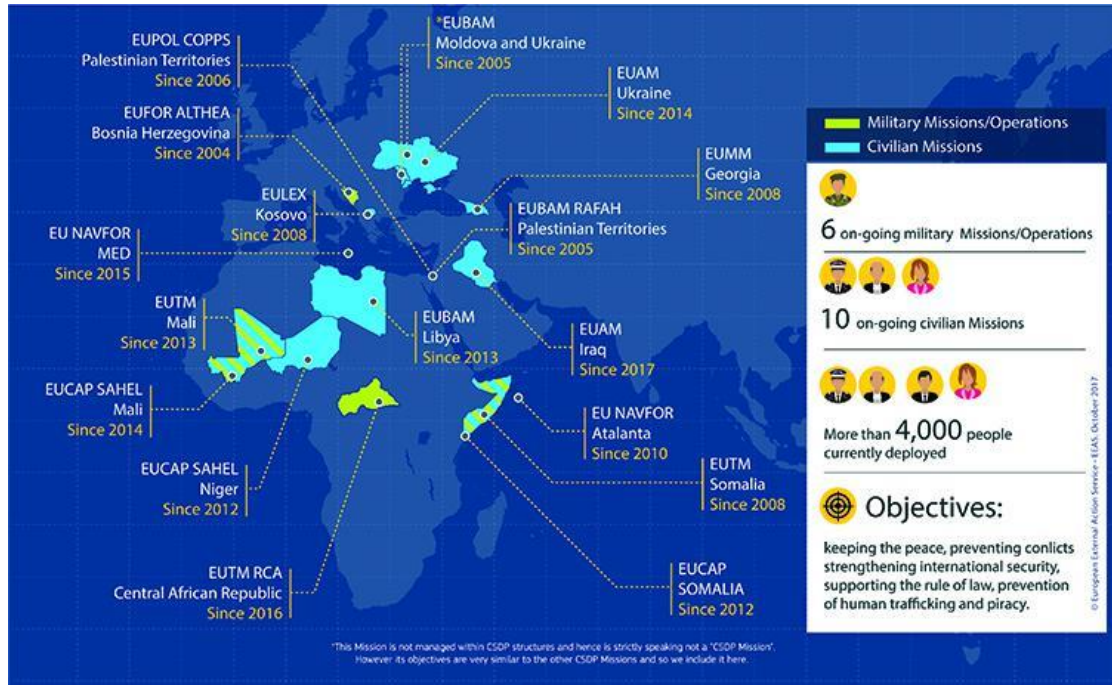 EUPOL COPPS
Palestinian Territories
Since 2006
*EUBAM
Moldova and Ukraine
Since 2005
EUAM
Ukraine
Since 2014
EUFOR ALTHEA
Bosnia Herzegovina
Since 2004
EUMM
Georgia
Since 2008
EULEX
Kosovo
Since 2008
EUBAM RAFAH
Palestinian Territories
Since 2005
EU NAVFOR
MED
Since 2015
EUTM
Mali
Since 2013
EUBAM
Libya
Since 2013
EUAM
Iraq
Since 2017
EUCAP SAHEL
Mali
Since 2014
EU NAVFOR
Atalanta
Since 2010
EUCAP SAHEL
Niger
Since 2012
EUTM
Somalia
Since 2008
EUTM RCA
Central African Republic
Since 2016
EUCAP
SOMALIA
Since 2012
*This Mission is not managed within CSDP structures and hence is strictly speaking not a "CSDP Mission".
However its objectives are very similar to the other CSDP Missions and so we include it here.
Military Missions/Operations
Civilian Missions
6 on-going military Missions/Operations
10 on-going civilian Missions
More than 4,000 people
currently deployed
Objectives:
keeping the peace, preventing conlicts
strengthening international security,
supporting the rule of law, prevention
of human trafficking and piracy.
© European External Action Service - EEAS, October 2017